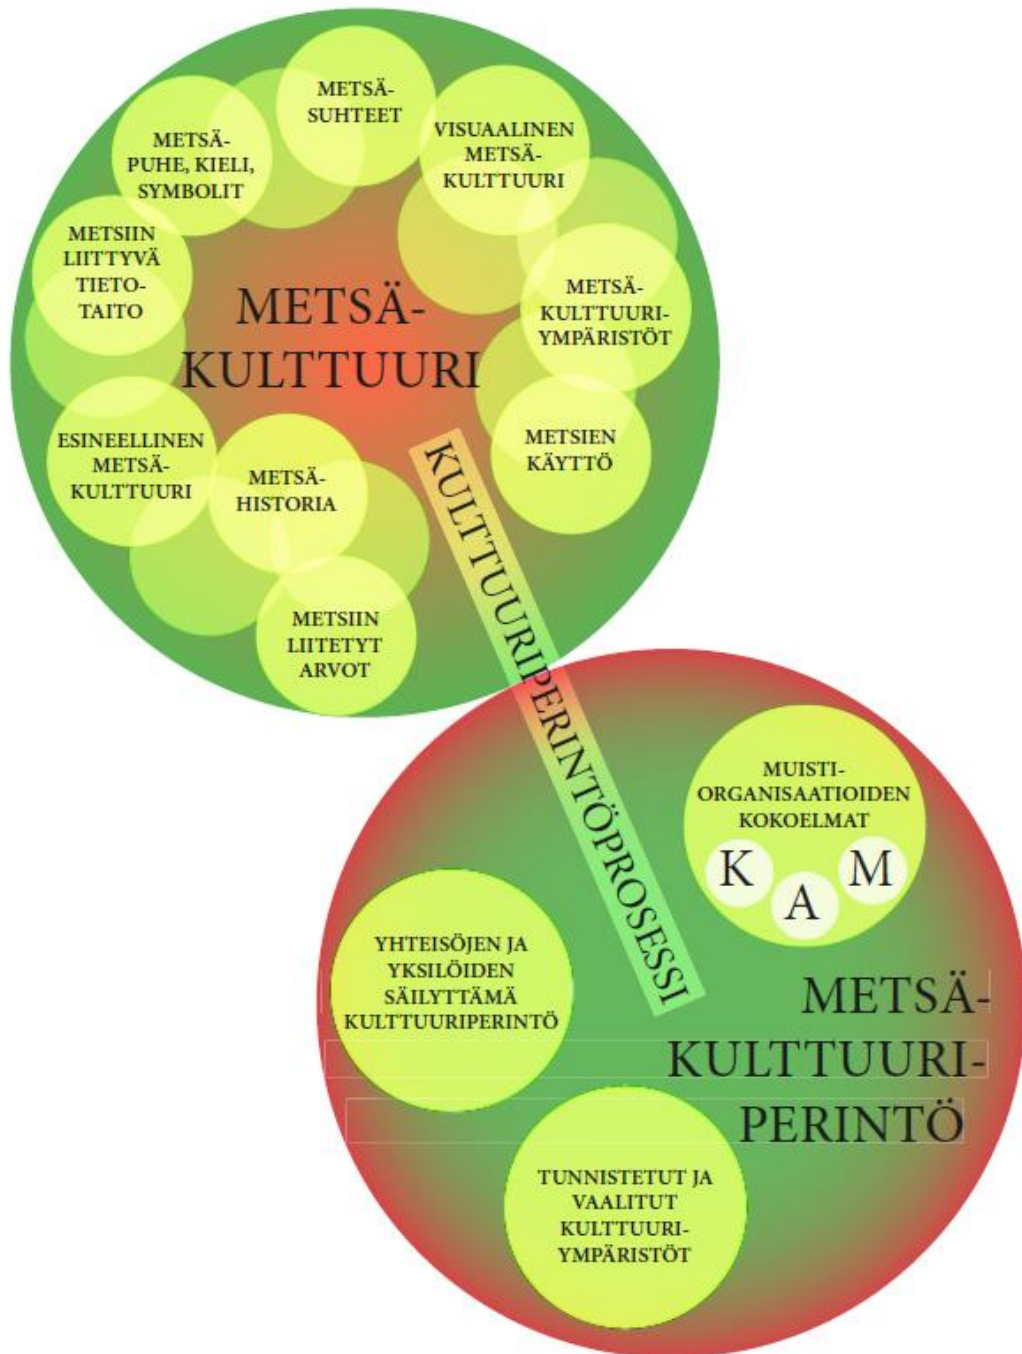 METSÄ-
SUHTEET
VISUAALINEN
METSÄ-
KULTTUURI
METSÄ-
PUHE, KIELI,
SYMBOLIT
METSIIN
LIITTYVÄ
TIETO-
TAITO
METSÄ-
KULTTUURI
METSÄ-
KULTTUURI-
YMPÄRISTÖT
ESINEELLINEN
METSÄ-
KULTTUURI
METSÄ-
HISTORIA
METSIEN
KÄYTTÖ
METSIIN
LIITETYT
ARVOT
KULTTUURIPERINTÖPROSESSI
MUISTI-
ORGANISAATIOIDEN
KOKOELMAT
K
A
M
YHTEISÖJEN JA
YKSILÖIDEN
SÄILYTTÄMÄ
KULTTUURIPERINTÖ
METSÄ-
KULTTUURI-
PERINTÖ
TUNNISTETUT JA
VAALITUT
KULTTUURI-
YMPÄRISTÖT